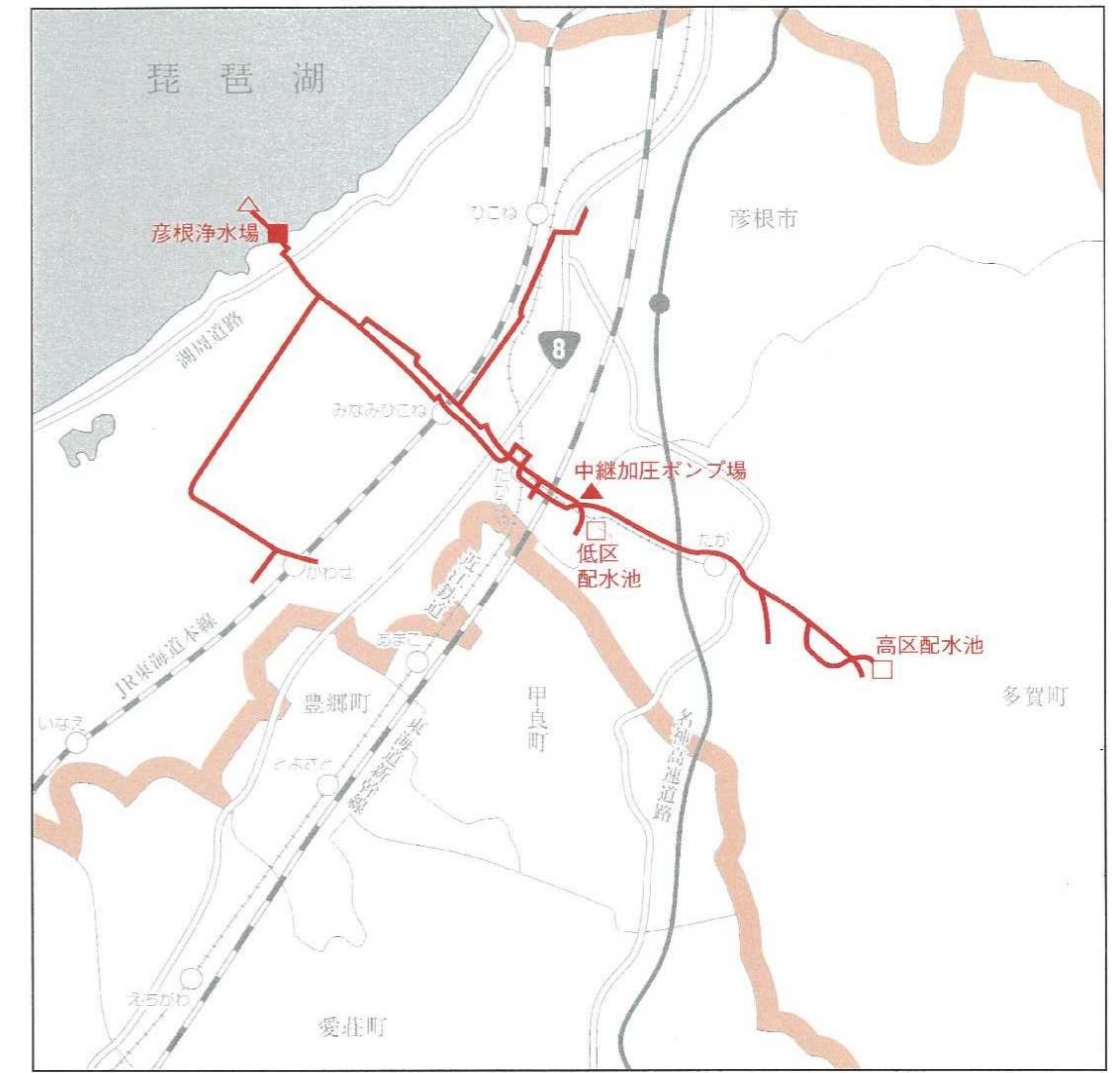 琵琶湖
彦根浄水場
ひこね
彦根市
湖周道路
8
みなみひこね
中継加圧ポンプ場
低区
配水池
たが
かわせ
近江鉄道
あまご
高区配水池
JR東海道本線
豊郷町
甲良町
多賀町
いなえ
とよさと
東海道新幹線
名神高速道路
えちがわ
愛荘町